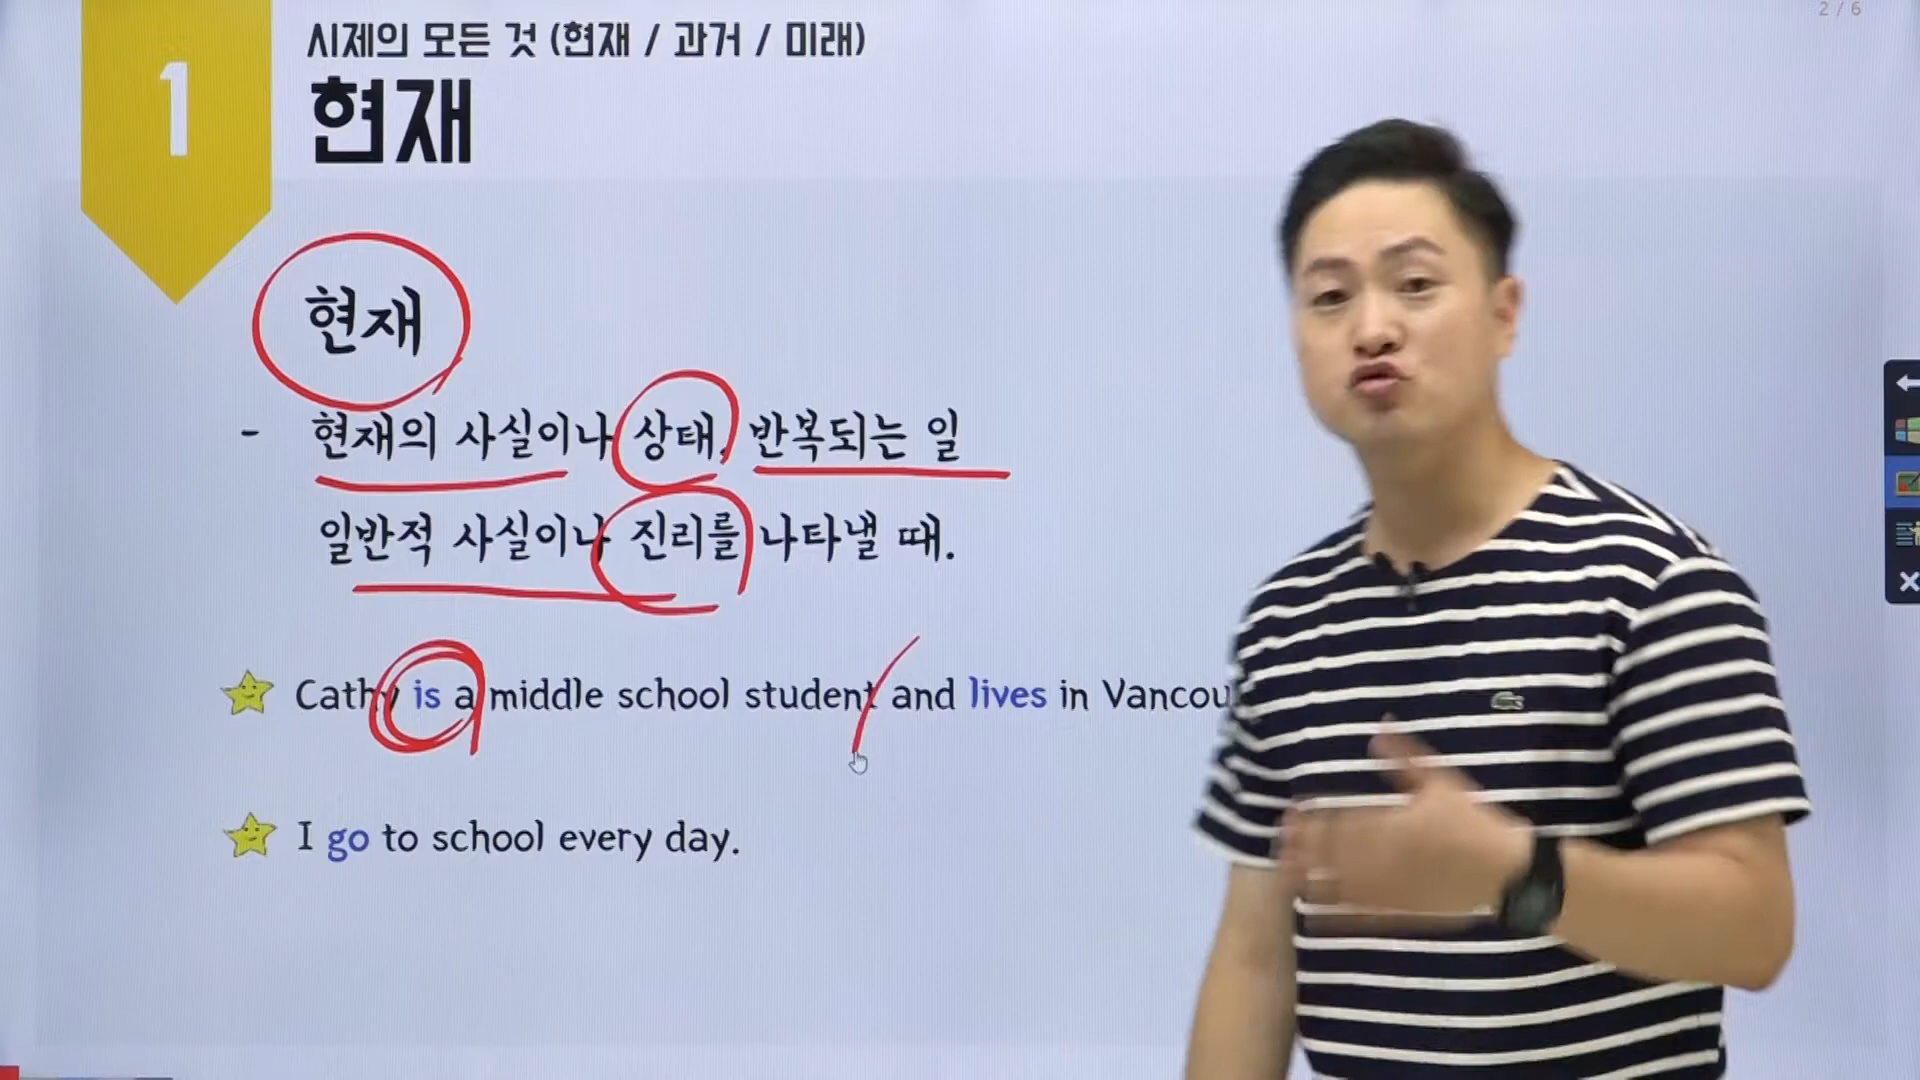 2 / 6
1
시제의 모든 것 (현재 / 과거 / 미래)
현재
현재
- 현재의 사실이나 상태, 반복되는 일
일반적 사실이나 진리를 나타낼 때.
Cathy is a middle school student and lives in Vancou
I go to school every day.